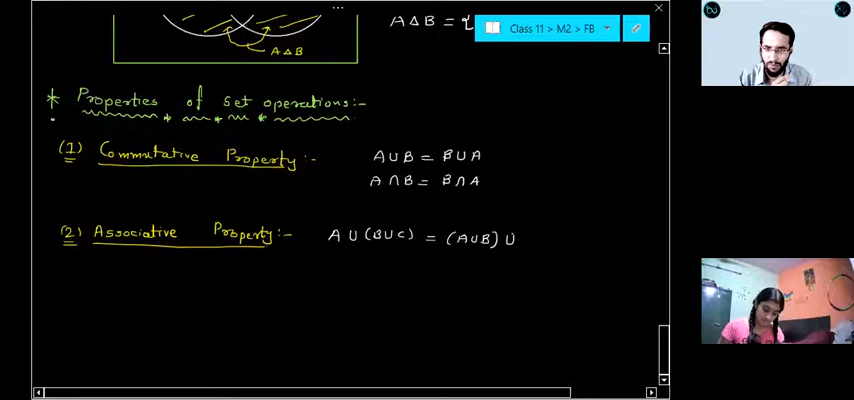 A Δ B = {
Class 11 > M2 > FB
A Δ B
* Properties of set operations:-
(1) Commutative Property :- A ∪ B = B ∪ A
A ∩ B = B ∩ A
(2) Associative Property :- A ∪ (B ∪ C) = (A ∪ B) ∪